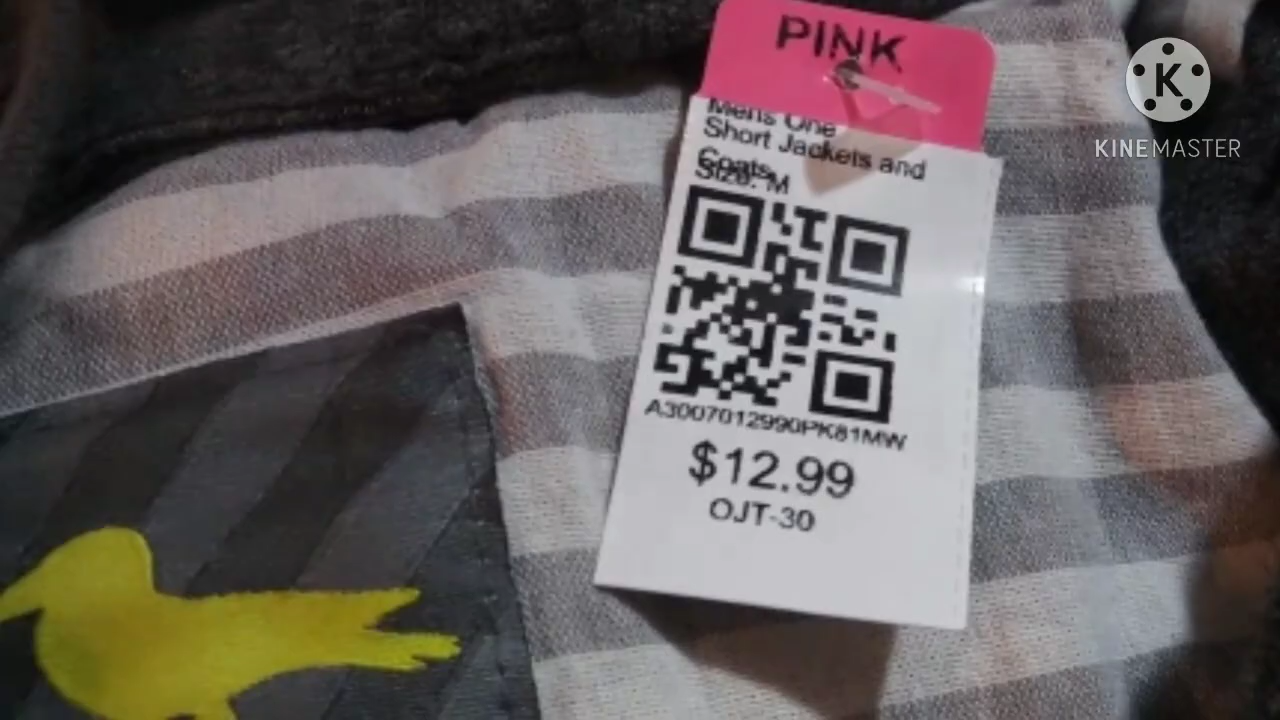 PINK
Mens One
Short Jackets and
Coats
Size: M
A3007012990PK81MW
$12.99
OJT-30
K
KINEMASTER